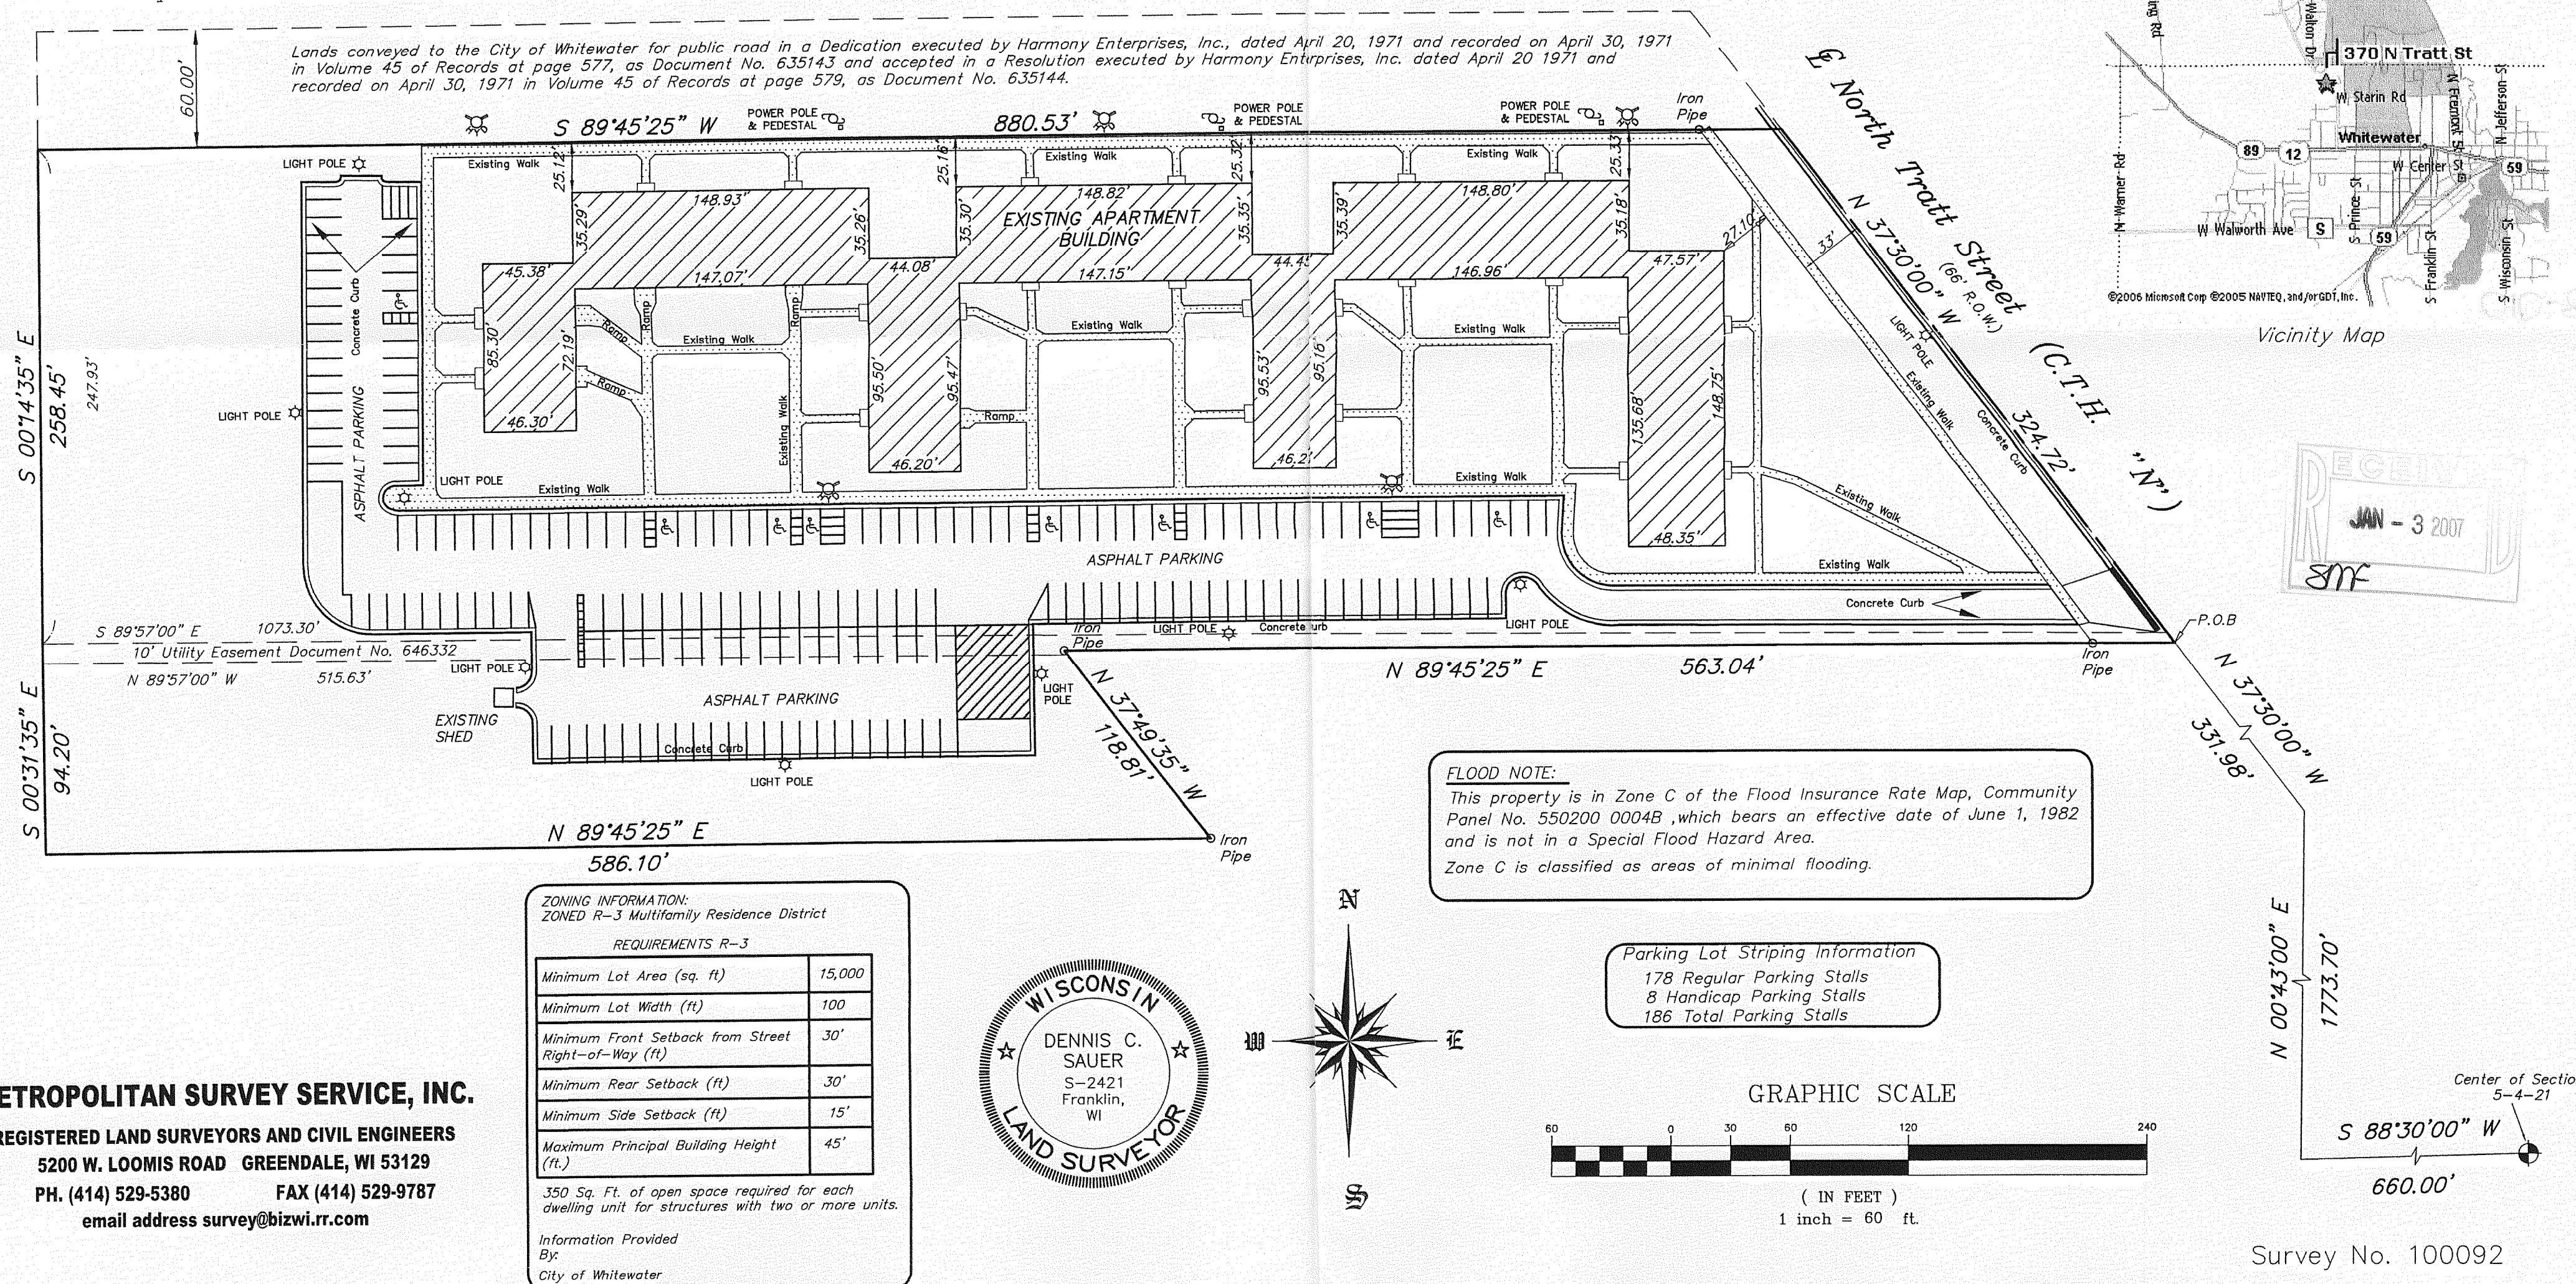 Lands conveyed to the City of Whitewater for public road in a Dedication executed by Harmony Enterprises, Inc., dated April 20, 1971 and recorded on April 30, 1971
in Volume 45 of Records at page 577, as Document No. 635143 and accepted in a Resolution executed by Harmony Enterprises, Inc. dated April 20 1971 and
recorded on April 30, 1971 in Volume 45 of Records at page 579, as Document No. 635144.
60.00'
S 89°45'25" W
880.53'
POWER POLE
& PEDESTAL
POWER POLE
& PEDESTAL
POWER POLE
& PEDESTAL
Iron
Pipe
LIGHT POLE
Existing Walk
Existing Walk
Existing Walk
25.12'
25.16'
25.32'
25.33'
148.93'
148.82'
148.80'
EXISTING APARTMENT
BUILDING
35.29'
35.26'
35.30'
35.35'
35.39'
35.18'
27.10'
33'
45.38'
147.07'
44.08'
147.15'
146.96'
47.57'
85.30'
72.19'
95.50'
95.47'
95.53'
95.16'
135.68'
148.75'
46.30'
46.20'
48.35'
Ramp
Ramp
Ramp
Ramp
Ramp
Existing Walk
Existing Walk
Existing Walk
Existing Walk
Existing Walk
Existing Walk
Existing Walk
Existing Walk
Existing Walk
Concrete Curb
ASPHALT PARKING
LIGHT POLE
LIGHT POLE
S 00°14'35" E
258.45'
247.93'
₵ North Tratt Street
(66' R.O.W.)
(C.T.H. "N")
N 37°30'00" W
324.72'
LIGHT POLE
Concrete Curb
ASPHALT PARKING
Concrete Curb
LIGHT POLE
P.O.B
S 89°57'00" E 1073.30'
10' Utility Easement Document No. 646332
N 89°57'00" W 515.63'
LIGHT POLE
EXISTING
SHED
ASPHALT PARKING
Concrete Curb
LIGHT POLE
Iron
Pipe
LIGHT POLE
Concrete
LIGHT
POLE
N 89°45'25" E 563.04'
Iron
Pipe
N 37°49'35" W
118.81'
S 00°31'35" E
94.20'
N 89°45'25" E
586.10'
Iron
Pipe
N 37°30'00" W
331.98'
N 00°43'00" E
1773.70'
Center of
5-4-21
S 88°30'00" W
660.00'
370 N Tratt St
Walton Dr
W Starin Rd
Whitewater
N Fremont St
N Jefferson St
W Center St
89
12
59
N Warner Rd
W Walworth Ave
S
S Prince St
59
S Franklin St
S Wisconsin St
©2006 Microsoft Corp ©2005 NAVTEQ, and/or GDT, Inc.
Vicinity Map
JAN - 3 2007
SMF
FLOOD NOTE:
This property is in Zone C of the Flood Insurance Rate Map, Community
Panel No. 550200 0004B ,which bears an effective date of June 1, 1982
and is not in a Special Flood Hazard Area.
Zone C is classified as areas of minimal flooding.
ZONING INFORMATION:
ZONED R-3 Multifamily Residence District
REQUIREMENTS R-3
Minimum Lot Area (sq. ft) 15,000
Minimum Lot Width (ft) 100
Minimum Front Setback from Street 30'
Right-of-Way (ft)
Minimum Rear Setback (ft) 30'
Minimum Side Setback (ft) 15'
Maximum Principal Building Height 45'
(ft.)
350 Sq. Ft. of open space required for each
dwelling unit for structures with two or more units.
Information Provided
By:
City of Whitewater
WISCONSIN
DENNIS C.
SAUER
S-2421
Franklin,
WI
LAND SURVEYOR
N
W
E
S
Parking Lot Striping Information
178 Regular Parking Stalls
8 Handicap Parking Stalls
186 Total Parking Stalls
GRAPHIC SCALE
60 0 30 60 120 240
( IN FEET )
1 inch = 60 ft.
ETROPOLITAN SURVEY SERVICE, INC.
REGISTERED LAND SURVEYORS AND CIVIL ENGINEERS
5200 W. LOOMIS ROAD GREENDALE, WI 53129
PH. (414) 529-5380 FAX (414) 529-9787
email address survey@bizwi.rr.com
Survey No. 100092